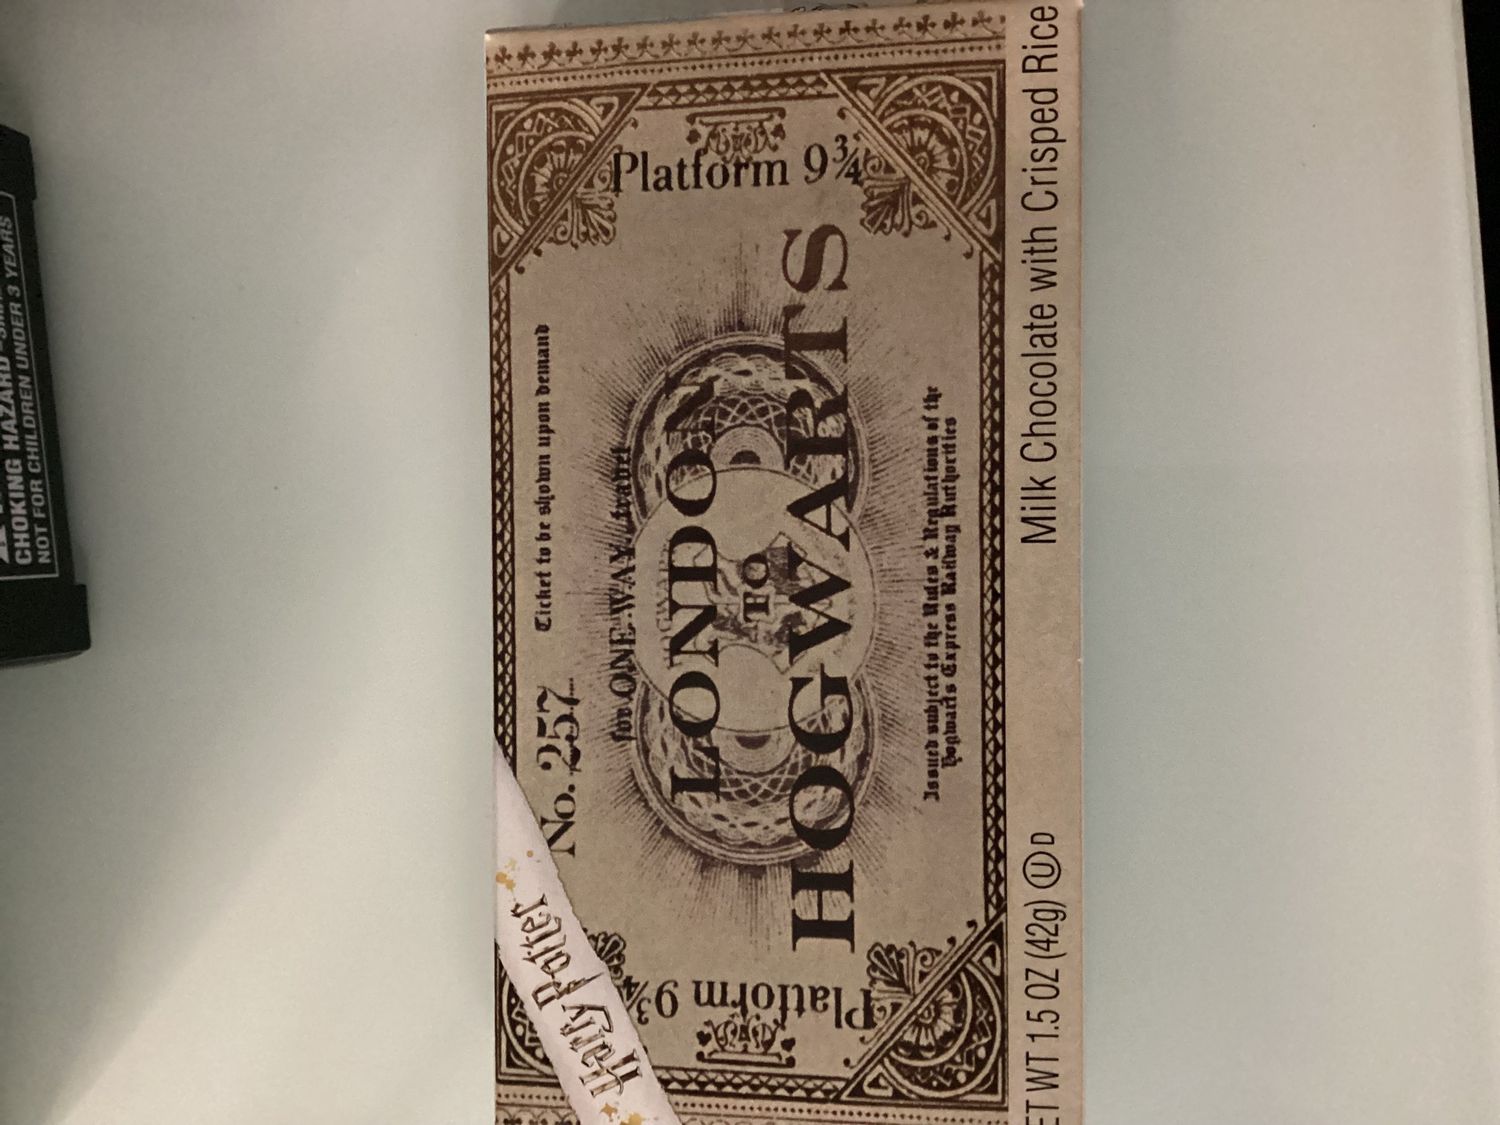 Harry Potter
Platform 9¾
Platform 9¾
No. 257
Ticket to be shown upon demand
for ONE WAY travel
LONDON
TO
HOGWARTS
Issued subject to the Rules & Regulations of the
Hogwarts Express Railway Authorities
ET WT 1.5 OZ (42g) Ⓤ D
Milk Chocolate with Crisped Rice
CHOKING HAZARD
NOT FOR CHILDREN UNDER 3 YEARS